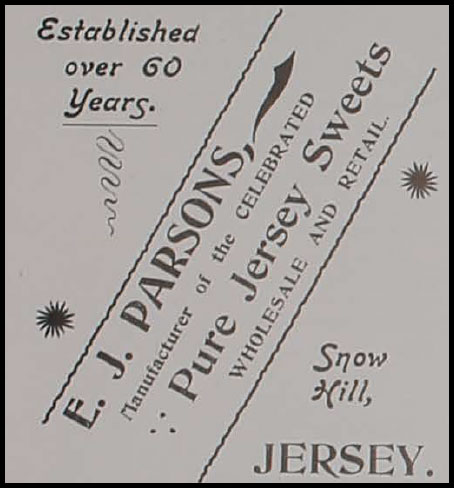 Established
over 60
Years.
E. J. PARSONS,
Manufacturer of the CELEBRATED
Pure Jersey Sweets
WHOLESALE AND RETAIL.
Snow
Hill,
JERSEY.